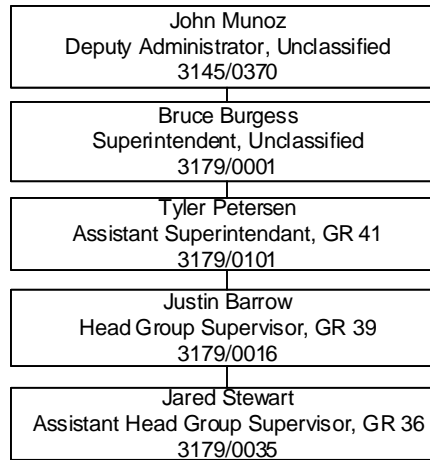 John Munoz
Deputy Administrator, Unclassified
3145/0370
Bruce Burgess
Superintendent, Unclassified
3179/0001
Tyler Petersen
Assistant Superintendant, GR 41
3179/0101
Justin Barrow
Head Group Supervisor, GR 39
3179/0016
Jared Stewart
Assistant Head Group Supervisor, GR 36
3179/0035